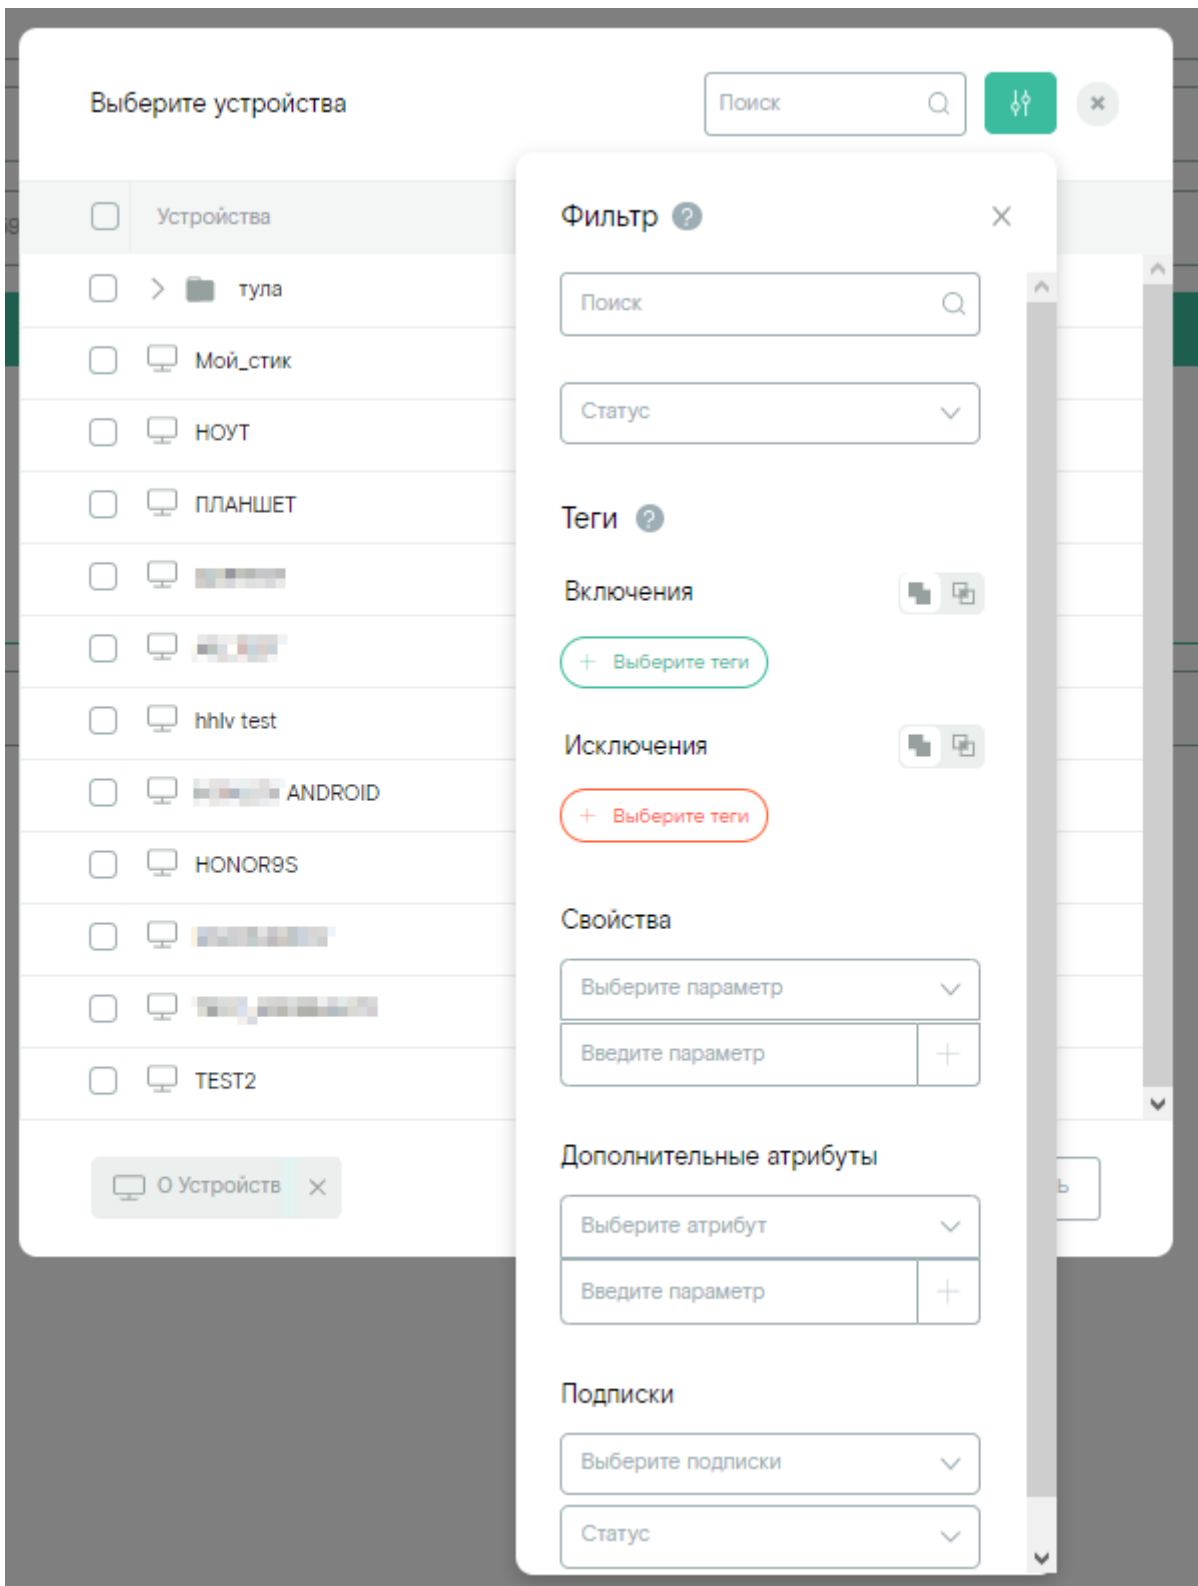 Выберите устройства
Поиск
Устройства
тула
Мой_стик
НОУТ
ПЛАНШЕТ
hhlv test
ANDROID
HONOR9S
TEST2
0 Устройств
Фильтр
Поиск
Статус
Теги
Включения
+ Выберите теги
Исключения
+ Выберите теги
Свойства
Выберите параметр
Введите параметр
Дополнительные атрибуты
Выберите атрибут
Введите параметр
Подписки
Выберите подписки
Статус